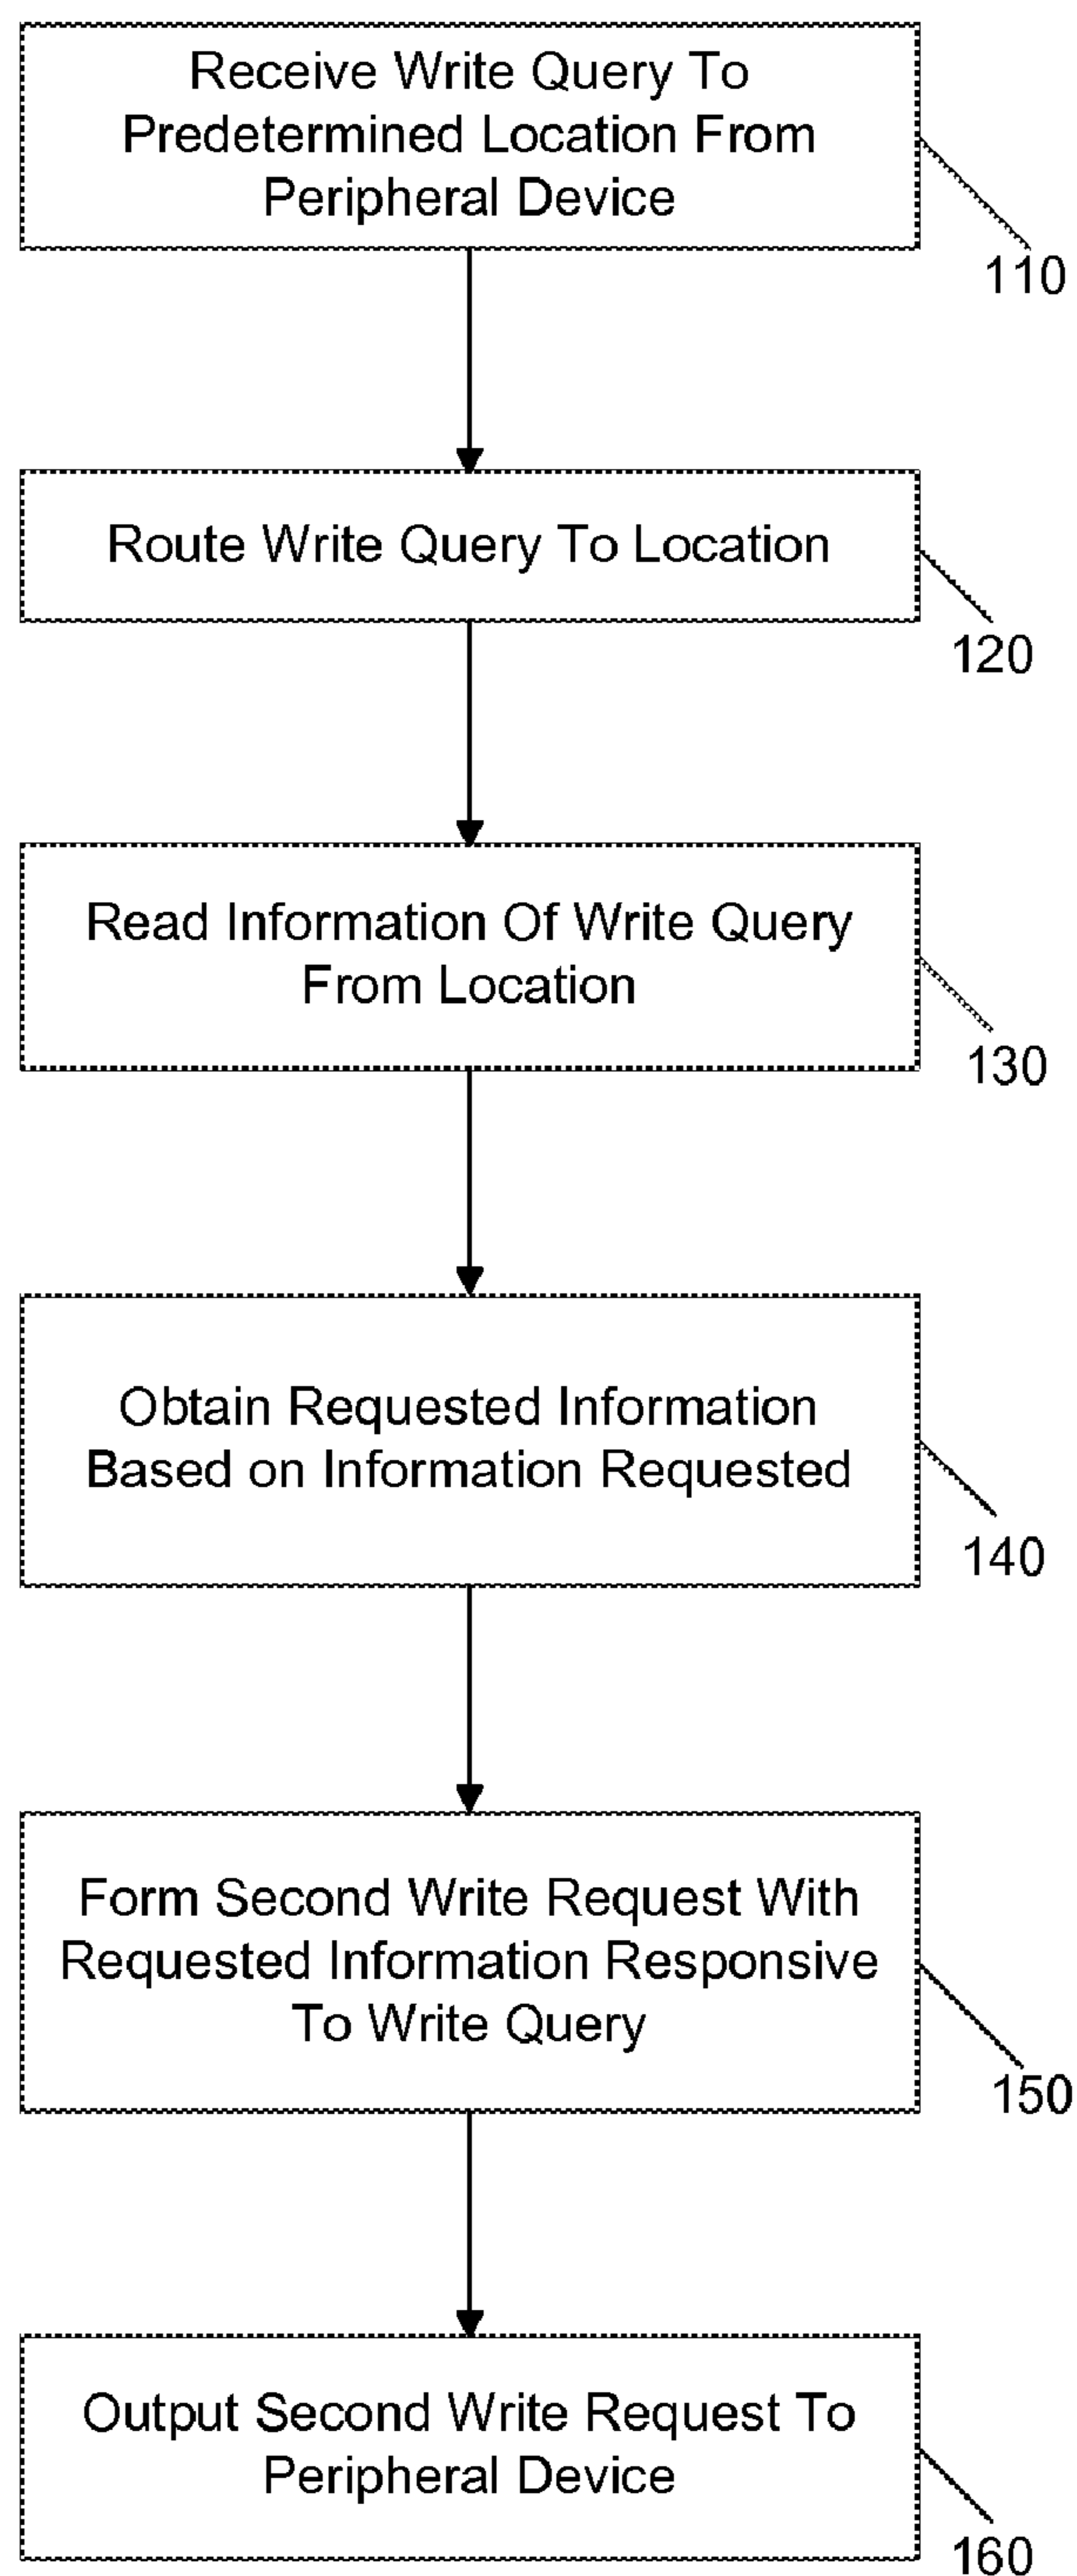 Receive Write Query To
Predetermined Location From
Peripheral Device
110
Route Write Query To Location
120
Read Information Of Write Query
From Location
130
Obtain Requested Information
Based on Information Requested
140
Form Second Write Request With
Requested Information Responsive
To Write Query
150
Output Second Write Request To
Peripheral Device
160